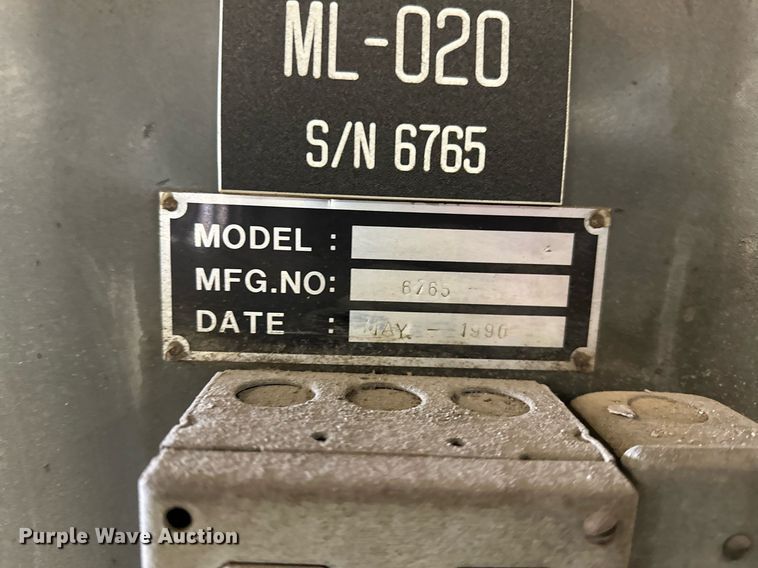 ML-020
S/N 6765
MODEL :
MFG.NO: 6765
DATE : MAY. - 1990
Purple Wave Auction